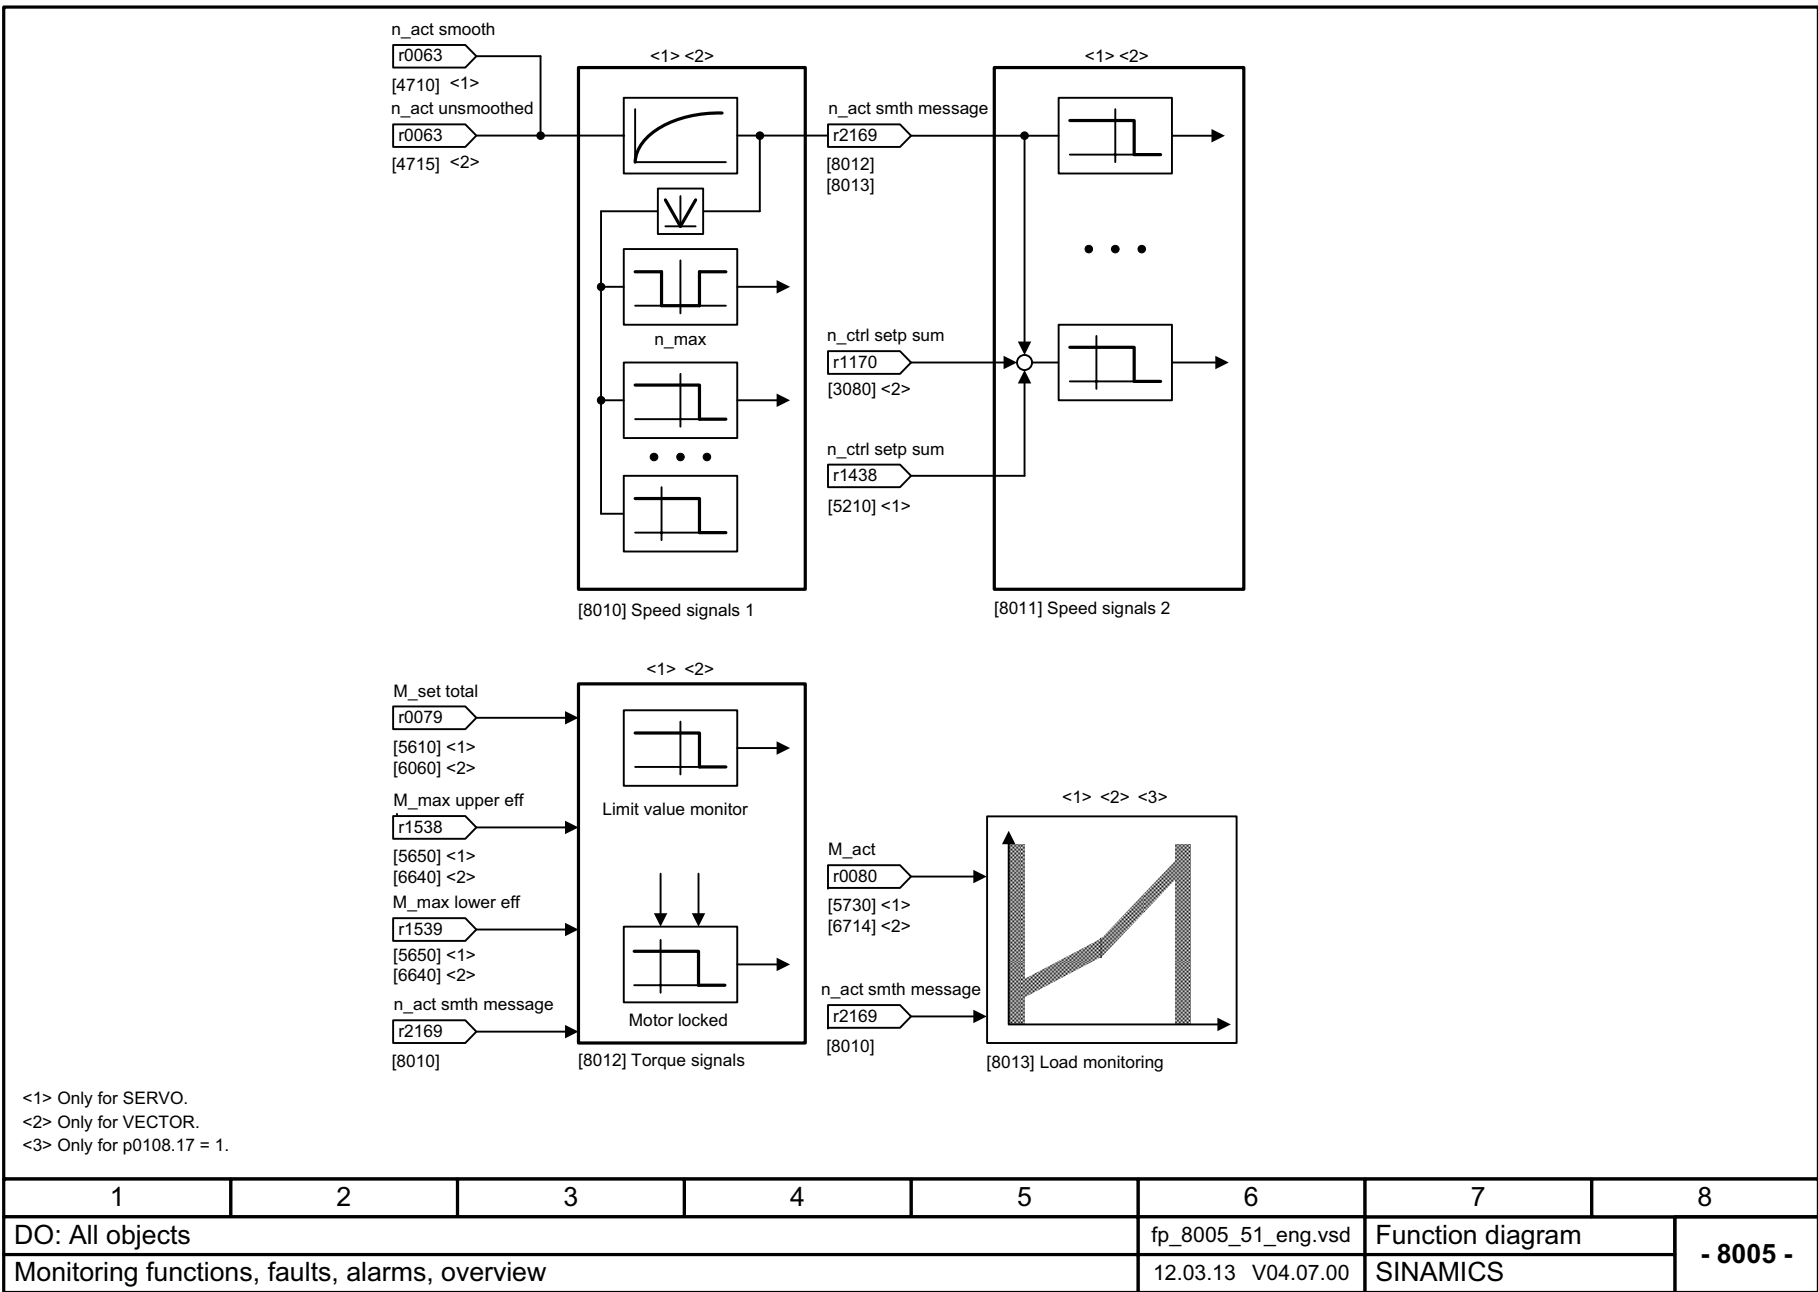 n_act smooth
r0063
[4710] <1>
n_act unsmoothed
r0063
[4715] <2>
<1> <2>
n_max
[8010] Speed signals 1
n_act smth message
r2169
[8012]
[8013]
n_ctrl setp sum
r1170
[3080] <2>
n_ctrl setp sum
r1438
[5210] <1>
<1> <2>
[8011] Speed signals 2
M_set total
r0079
[5610] <1>
[6060] <2>
M_max upper eff
r1538
[5650] <1>
[6640] <2>
M_max lower eff
r1539
[5650] <1>
[6640] <2>
n_act smth message
r2169
[8010]
<1> <2>
Limit value monitor
Motor locked
[8012] Torque signals
M_act
r0080
[5730] <1>
[6714] <2>
n_act smth message
r2169
[8010]
<1> <2> <3>
[8013] Load monitoring
<1> Only for SERVO.
<2> Only for VECTOR.
<3> Only for p0108.17 = 1.
1 2 3 4 5 6 7 8
DO: All objects
fp_8005_51_eng.vsd
Function diagram
- 8005 -
Monitoring functions, faults, alarms, overview
12.03.13 V04.07.00
SINAMICS